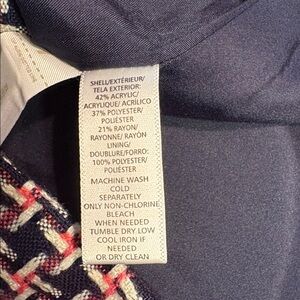 SHELL/EXTÉRIEUR/
TELA EXTERIOR:
42% ACRYLIC/
ACRYLIQUE/ ACRÍLICO
37% POLYESTER/
POLIÉSTER
21% RAYON/
RAYONNE/ RAYÓN
LINING/
DOUBLURE/FORRO:
100% POLYESTER/
POLIÉSTER
MACHINE WASH
COLD
SEPARATELY
ONLY NON-CHLORINE
BLEACH
WHEN NEEDED
TUMBLE DRY LOW
COOL IRON IF
NEEDED
OR DRY CLEAN